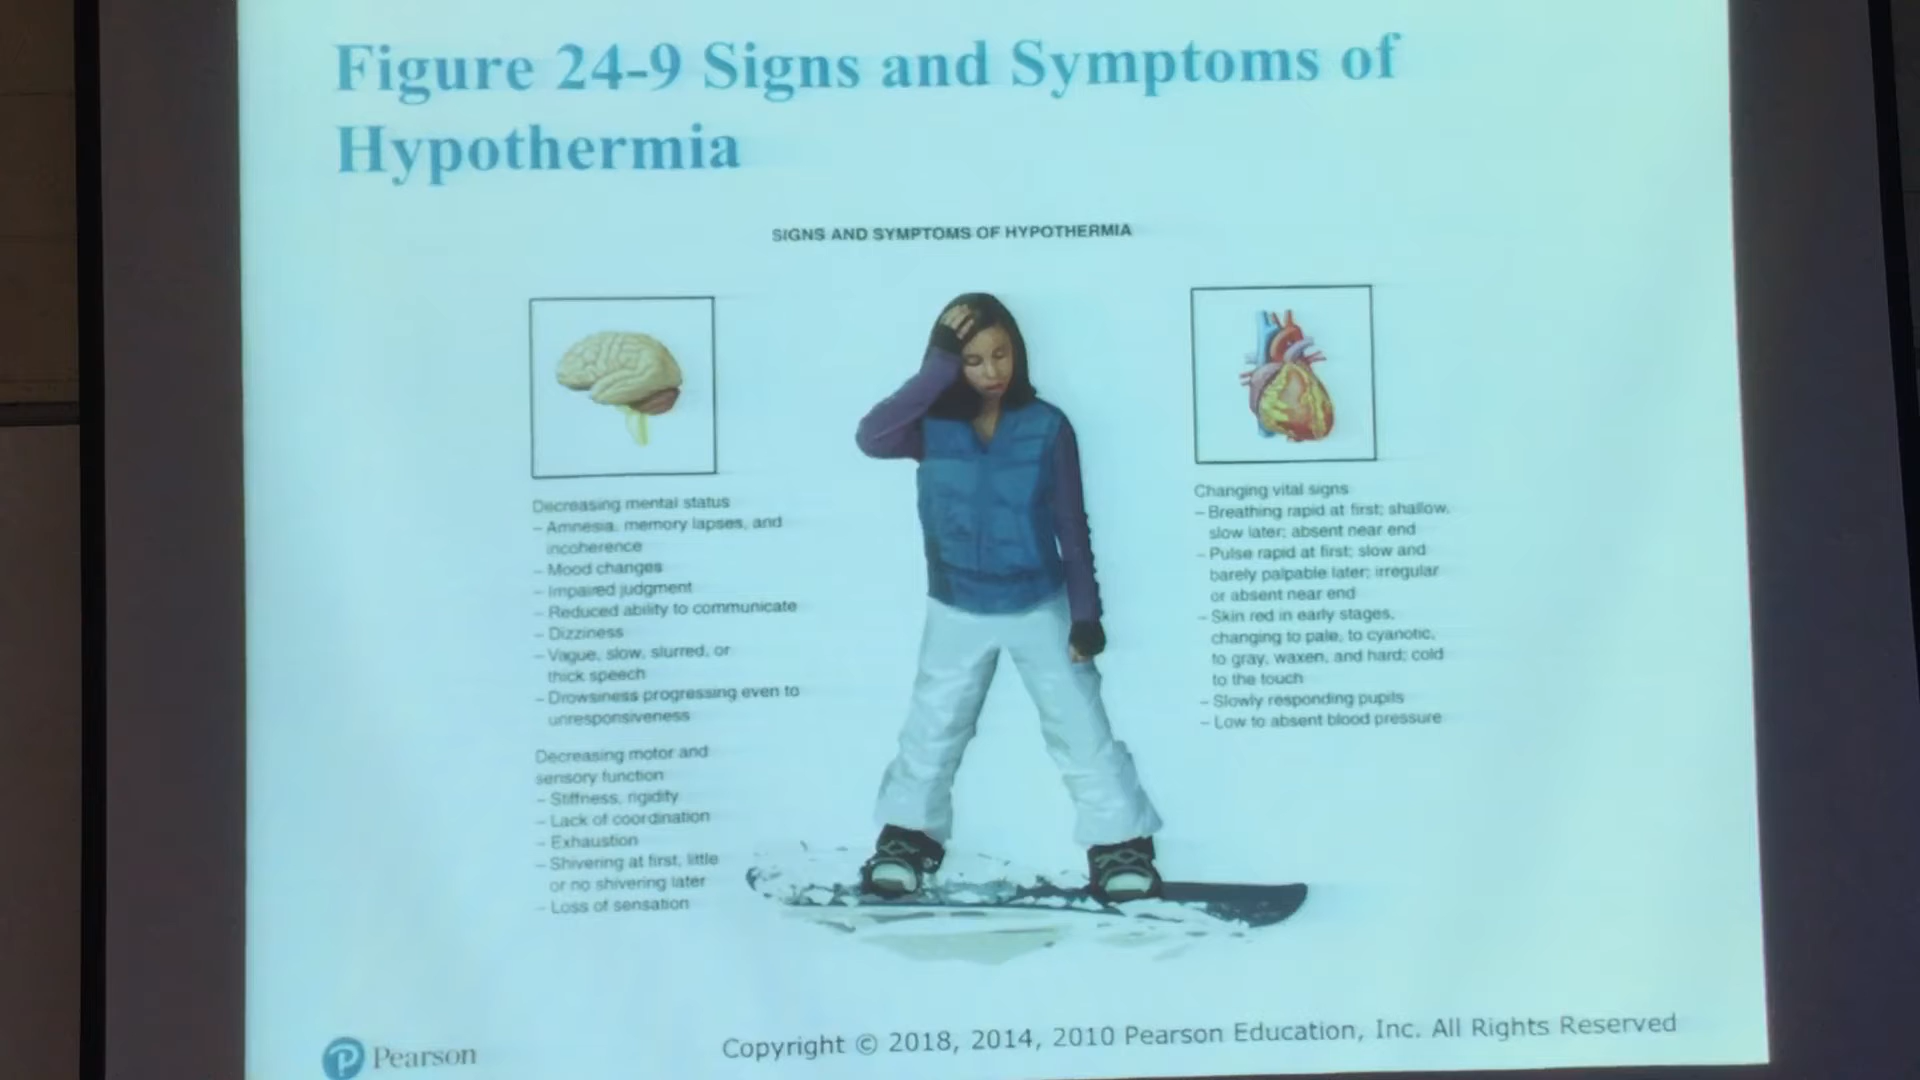 Figure 24-9 Signs and Symptoms of
Hypothermia
SIGNS AND SYMPTOMS OF HYPOTHERMIA
Decreasing mental status
– Amnesia, memory lapses, and
incoherence
– Mood changes
– Impaired judgment
– Reduced ability to communicate
– Dizziness
– Vague, slow, slurred, or
thick speech
– Drowsiness progressing even to
unresponsiveness
Decreasing motor and
sensory function
– Stiffness, rigidity
– Lack of coordination
– Exhaustion
– Shivering at first, little
or no shivering later
– Loss of sensation
Changing vital signs
– Breathing rapid at first; shallow,
slow later; absent near end
– Pulse rapid at first; slow and
barely palpable later; irregular
or absent near end
– Skin red in early stages,
changing to pale, to cyanotic,
to gray, waxen, and hard; cold
to the touch
– Slowly responding pupils
– Low to absent blood pressure
P Pearson
Copyright © 2018, 2014, 2010 Pearson Education, Inc. All Rights Reserved